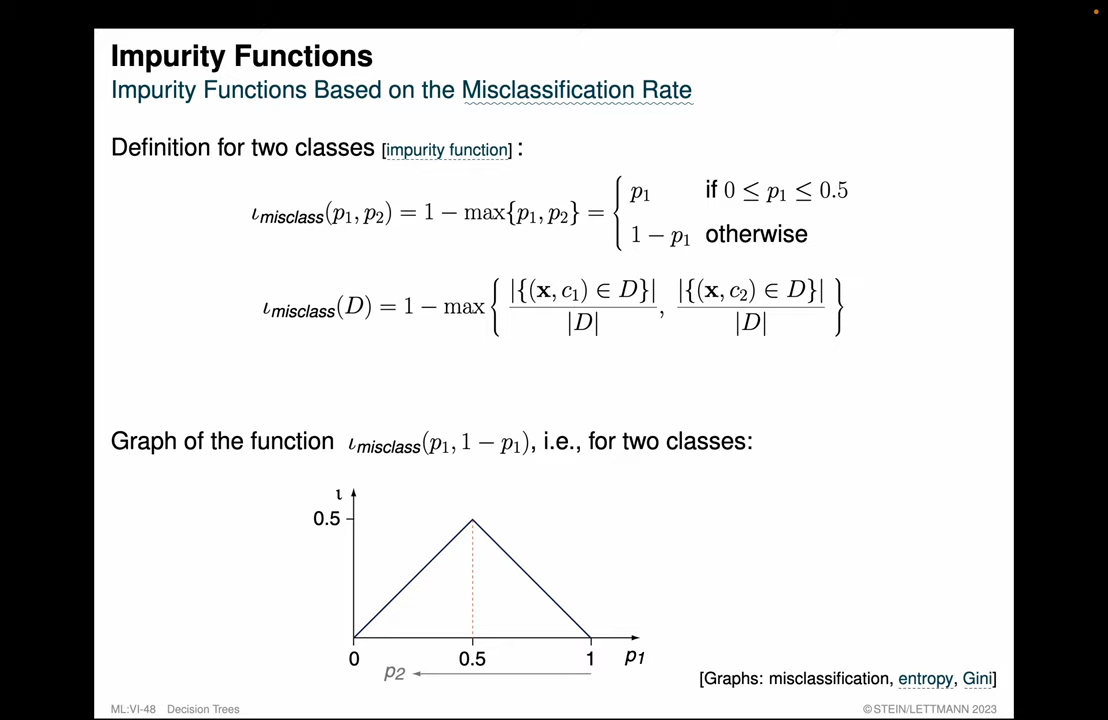 Impurity Functions
Impurity Functions Based on the Misclassification Rate
Definition for two classes [impurity function] :
ι_misclass(p₁, p₂) = 1 − max{p₁, p₂} = { p₁ if 0 ≤ p₁ ≤ 0.5
1 − p₁ otherwise
ι_misclass(D) = 1 − max { |{(x, c₁) ∈ D}| / |D| , |{(x, c₂) ∈ D}| / |D| }
Graph of the function ι_misclass(p₁, 1 − p₁), i.e., for two classes:
ι
0.5
0 0.5 1 p1
p2
[Graphs: misclassification, entropy, Gini]
ML:VI-48 Decision Trees ©STEIN/LETTMANN 2023